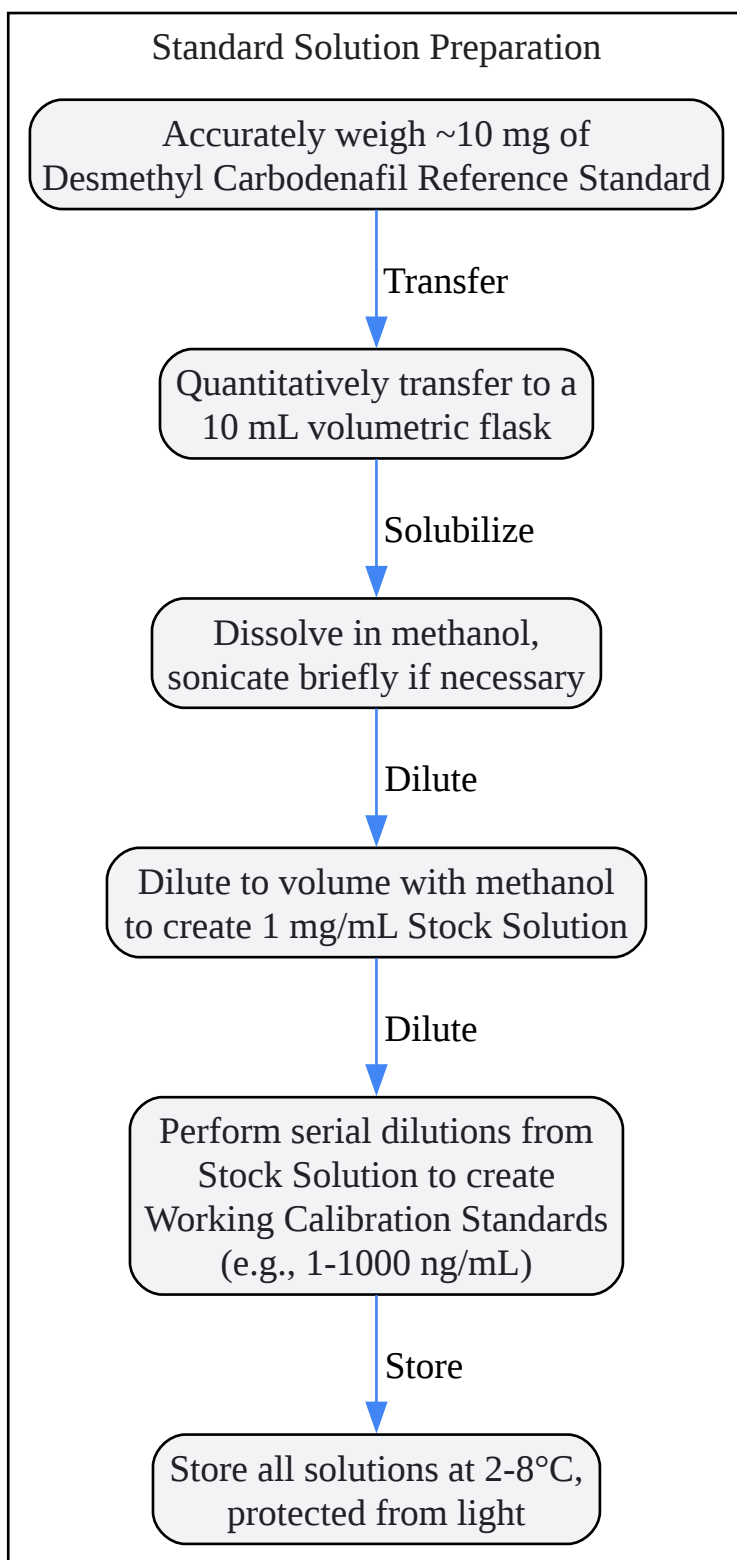 Standard Solution Preparation
Accurately weigh ~10 mg of
Desmethyl Carbodenafil Reference Standard
Transfer
Quantitatively transfer to a
10 mL volumetric flask
Solubilize
Dissolve in methanol,
sonicate briefly if necessary
Dilute
Dilute to volume with methanol
to create 1 mg/mL Stock Solution
Dilute
Perform serial dilutions from
Stock Solution to create
Working Calibration Standards
(e.g., 1-1000 ng/mL)
Store
Store all solutions at 2-8°C,
protected from light